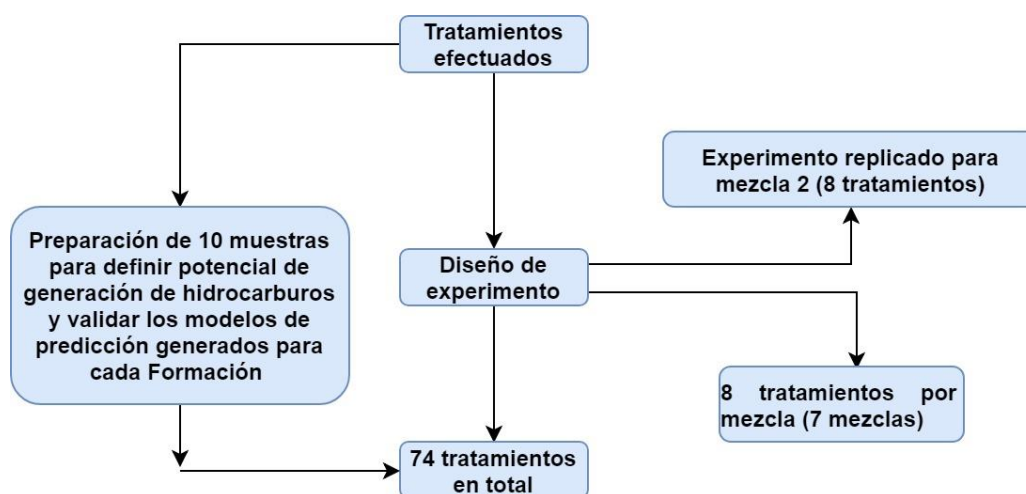 Tratamientos
efectuados
Experimento replicado para
mezcla 2 (8 tratamientos)
Preparación de 10 muestras
para definir potencial de
generación de hidrocarburos
y validar los modelos de
predicción generados para
cada Formación
Diseño de
experimento
8 tratamientos por
mezcla (7 mezclas)
74 tratamientos
en total